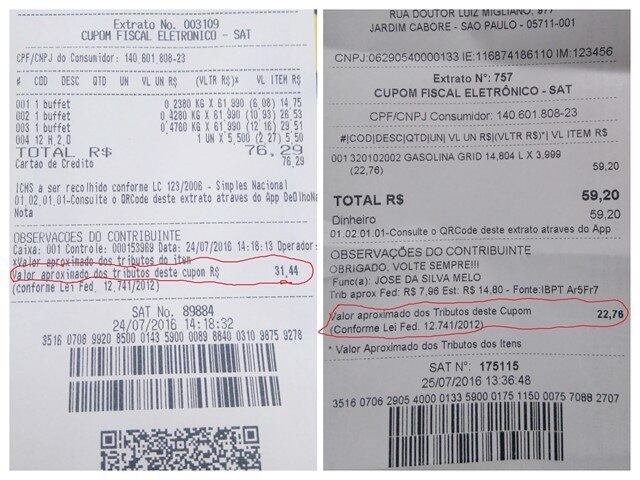 Extrato No. 003109
CUPOM FISCAL ELETRONICO - SAT
CPF/CNPJ do Consumidor: 140.601.808-23
# COD DESC QTD UN VL UN R$ (VLTR R$)* VL ITEM R$
001 1 buffet 0,2380 KG X 61,990 (6,08) 14,75
002 1 buffet 0,4280 KG X 61,990 (10,93) 26,53
003 1 buffet 0,4760 KG X 61,990 (12,16) 29,51
004 12 H.2.O 1 UN X 5,500 (2,27) 5,50
TOTAL R$ 76,29
Cartao de Credito 76,29
ICMS a ser recolhido conforme LC 123/2006 - Simples Nacional
01.02.01.01-Consulte o QRCode deste extrato atraves do App DeOlhoNa
Nota
OBSERVACOES DO CONTRIBUINTE
Caixa: 001 Controle: 000153969 Data: 24/07/2016 14:18:13 Operador:
*Valor aproximado dos tributos do item
Valor aproximado dos tributos deste cupom R$ 31,44
(conforme Lei Fed. 12.741/2012)
SAT No. 89884
24/07/2016 14:18:32
3516 0708 9920 8500 0143 5900 0898 8400 3109 8840 0310 9875 9278
RUA DOUTOR LUIZ MIGLIANO, 977
JARDIM CABORE - SAO PAULO - 05711-001
CNPJ:06290540000133 IE:116874186110 IM:123456
Extrato N°: 757
CUPOM FISCAL ELETRÔNICO - SAT
CPF/CNPJ Consumidor: 140.601.808-23
#|COD|DESC|QTD|UN| VL UN R$|(VLTR R$)*| VL ITEM R$
001 320102002 GASOLINA GRID 14,804 L X 3,999
(22,76) 59,20
TOTAL R$ 59,20
Dinheiro 59,20
01.02.01.01-Consulte o QRCode deste extrato atraves do App
OBSERVAÇÕES DO CONTRIBUINTE
OBRIGADO, VOLTE SEMPRE!!!
Func(a): JOSE DA SILVA MELO
Trib aprox Fed: R$ 7,96 Est: R$ 14,80 - Fonte:IBPT Ar5Fr7
Valor aproximado dos Tributos deste Cupom 22,76
(Conforme Lei Fed. 12.741/2012)
* Valor Aproximado dos Tributos dos Itens
SAT N°: 175115
25/07/2016 13:36:48
3516 0706 2905 4000 0133 5900 0175 1150 0075 7088 2707